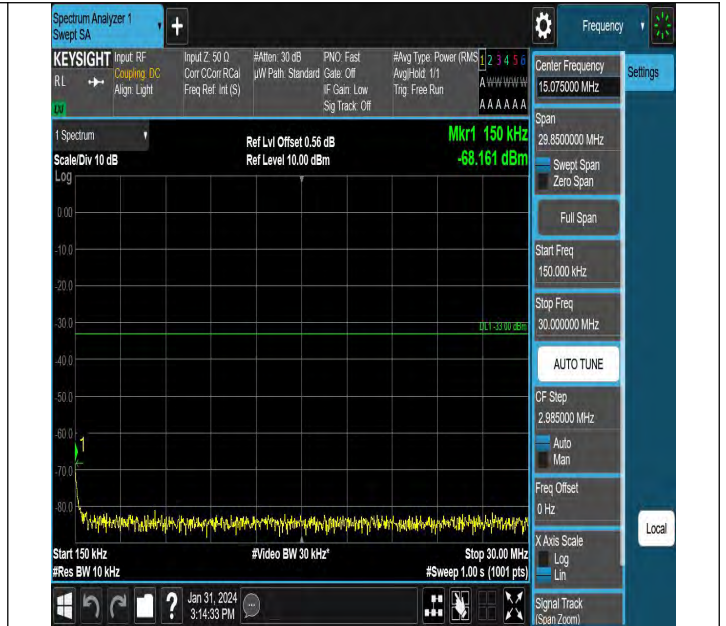 Spectrum Analyzer 1
Swept SA
+
Frequency
KEYSIGHT
RL
Input: RF
Coupling: DC
Align: Light
Input Z: 50 Ω
Corr CCorr RCal
Freq Ref: Int (S)
#Atten: 30 dB
µW Path: Standard
PNO: Fast
Gate: Off
IF Gain: Low
Sig Track: Off
#Avg Type: Power (RMS
Avg|Hold: 1/1
Trig: Free Run
1 2 3 4 5 6
A W W W W W
A A A A A A
1 Spectrum
Scale/Div 10 dB
Log
Ref Lvl Offset 0.56 dB
Ref Level 10.00 dBm
Mkr1 150 kHz
-68.161 dBm
0.00
-10.0
-20.0
-30.0
DL1 -33.00 dBm
-40.0
-50.0
-60.0
1
-70.0
-80.0
Start 150 kHz
#Video BW 30 kHz*
Stop 30.00 MHz
#Res BW 10 kHz
#Sweep 1.00 s (1001 pts)
?
Jan 31, 2024
3:14:33 PM
Center Frequency
15.075000 MHz
Settings
Span
29.8500000 MHz
Swept Span
Zero Span
Full Span
Start Freq
150.000 kHz
Stop Freq
30.000000 MHz
AUTO TUNE
CF Step
2.985000 MHz
Auto
Man
Freq Offset
0 Hz
Local
X Axis Scale
Log
Lin
Signal Track
(Span Zoom)